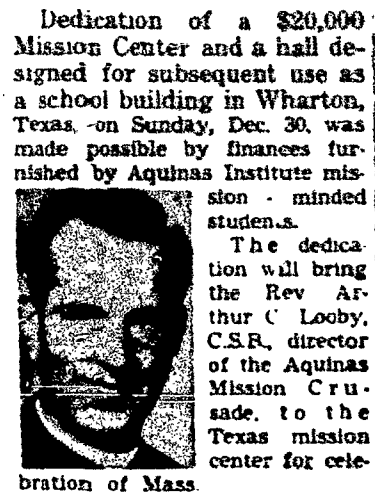 Dedication of a $20,000
Mission Center and a hall de-
signed for subsequent use as
a school building in Wharton,
Texas, on Sunday, Dec. 30, was
made possible by finances fur-
nished by Aquinas Institute mis-
sion - minded
students.
The dedica-
tion will bring
the Rev Ar-
thur C Looby,
C.S.B., director
of the Aquinas
Mission Cru-
sade, to the
Texas mission
center for cele-
bration of Mass.